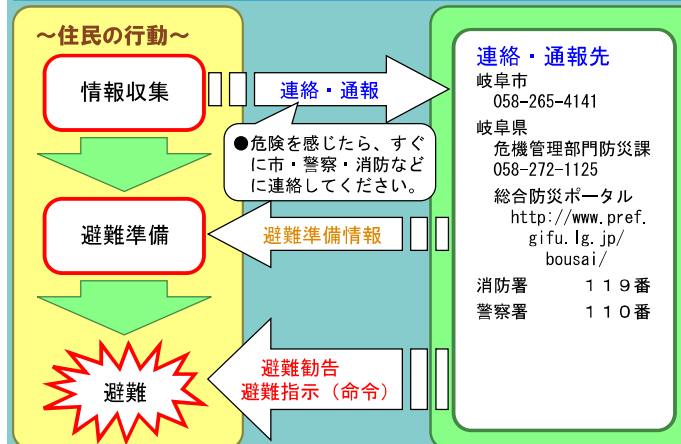 ～住民の行動～
情報収集
連絡・通報
●危険を感じたら、すぐ
に市・警察・消防など
に連絡してください。
避難準備
避難準備情報
避難
避難勧告
避難指示（命令）
連絡・通報先
岐阜市
058-265-4141
岐阜県
危機管理部門防災課
058-272-1125
総合防災ポータル
http://www.pref.
gifu.lg.jp/
bousai/
消防署　　１１９番
警察署　　１１０番